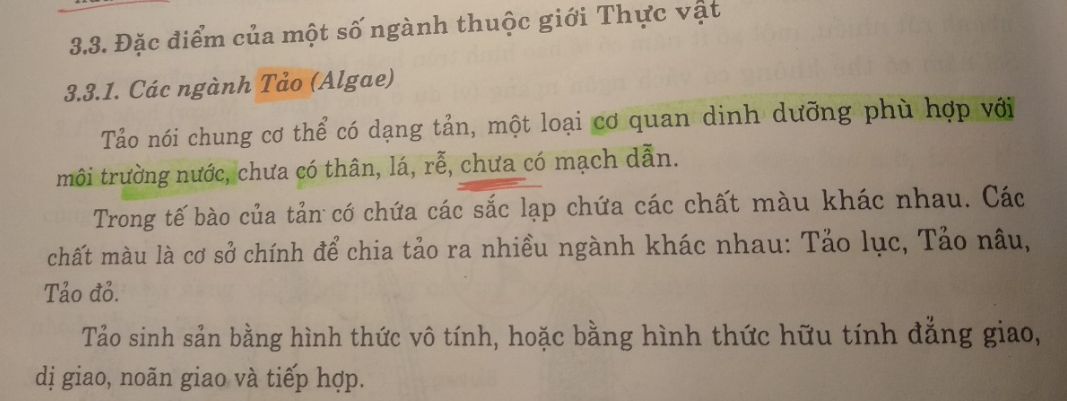 3.3. Đặc điểm của một số ngành thuộc giới Thực vật
3.3.1. Các ngành Tảo (Algae)
Tảo nói chung cơ thể có dạng tản, một loại cơ quan dinh dưỡng phù hợp với
môi trường nước, chưa có thân, lá, rễ, chưa có mạch dẫn.
Trong tế bào của tản có chứa các sắc lạp chứa các chất màu khác nhau. Các
chất màu là cơ sở chính để chia tảo ra nhiều ngành khác nhau: Tảo lục, Tảo nâu,
Tảo đỏ.
Tảo sinh sản bằng hình thức vô tính, hoặc bằng hình thức hữu tính đẳng giao,
dị giao, noãn giao và tiếp hợp.